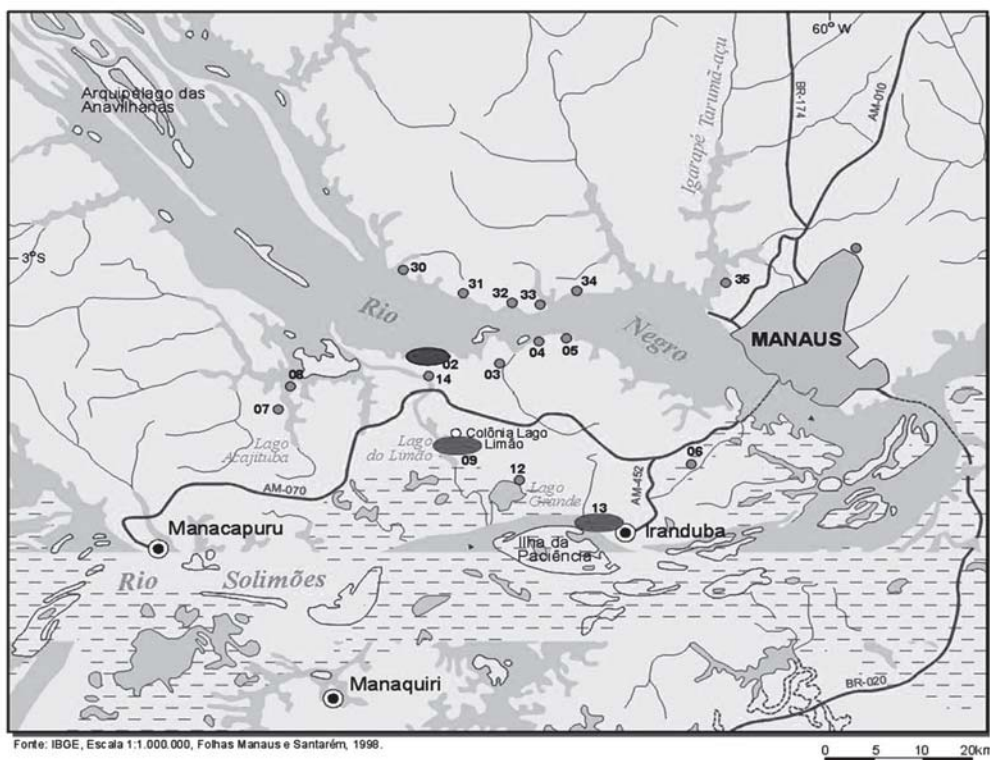 60° W
Arquipélago das
Anavilhanas
Igarapé Tarumã-açu
BR-174
AM-010
3°S
30
31
32
33
34
35
Rio
Negro
MANAUS
02
14
03
04
05
08
07
Lago
Acajituba
Lago
do Limão
Colônia Lago
Limão
09
12
Lago
Grande
06
AM-452
AM-070
13
Iranduba
Ilha da
Paciência
Manacapuru
Rio Solimões
Manaquiri
BR-020
Fonte: IBGE, Escala 1:1.000.000, Folhas Manaus e Santarém, 1998.
0 5 10 20km